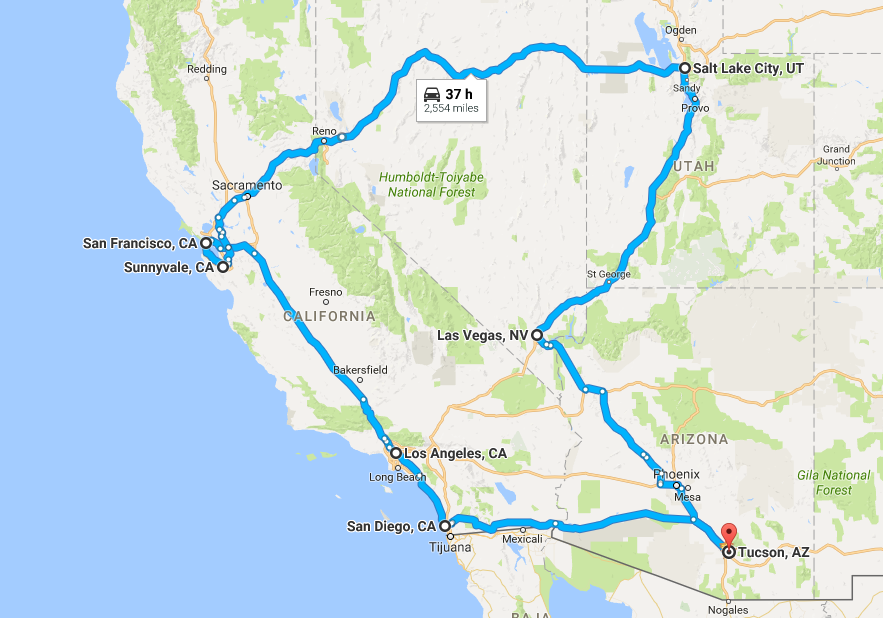 Ogden
Redding
Salt Lake City, UT
Sandy
37 h
2,554 miles
Provo
Reno
Grand
Junction
UTAH
Humboldt-Toiyabe
National Forest
Sacramento
San Francisco, CA
Sunnyvale, CA
St George
Fresno
CALIFORNIA
Las Vegas, NV
Bakersfield
ARIZONA
Los Angeles, CA
Long Beach
Phoenix
Gila National
Forest
Mesa
San Diego, CA
Tijuana
Mexicali
Tucson, AZ
Nogales
BAJA